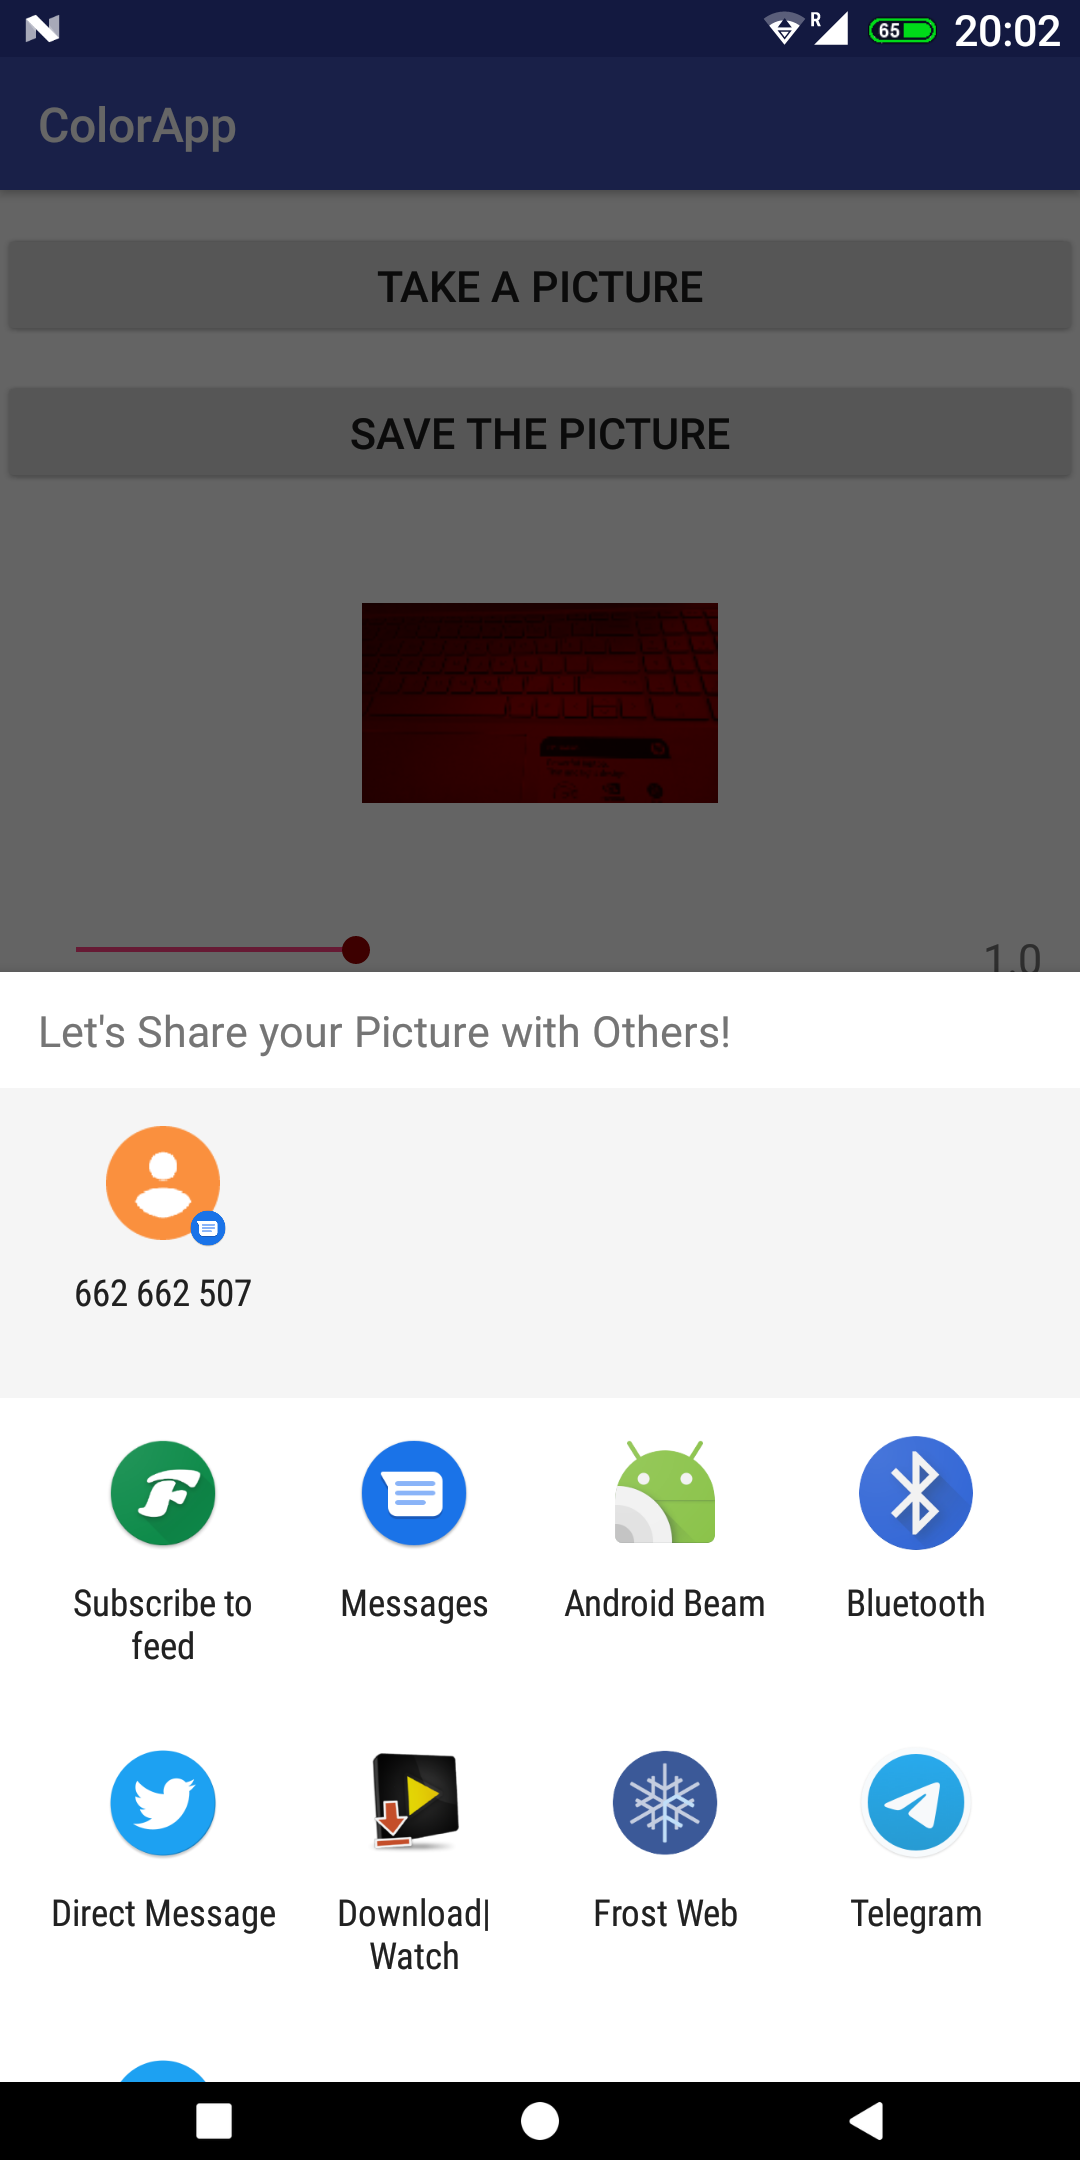 R
65
20:02
ColorApp
TAKE A PICTURE
SAVE THE PICTURE
1.0
Let's Share your Picture with Others!
662 662 507
Subscribe to
feed
Messages
Android Beam
Bluetooth
Direct Message
Download|
Watch
Frost Web
Telegram